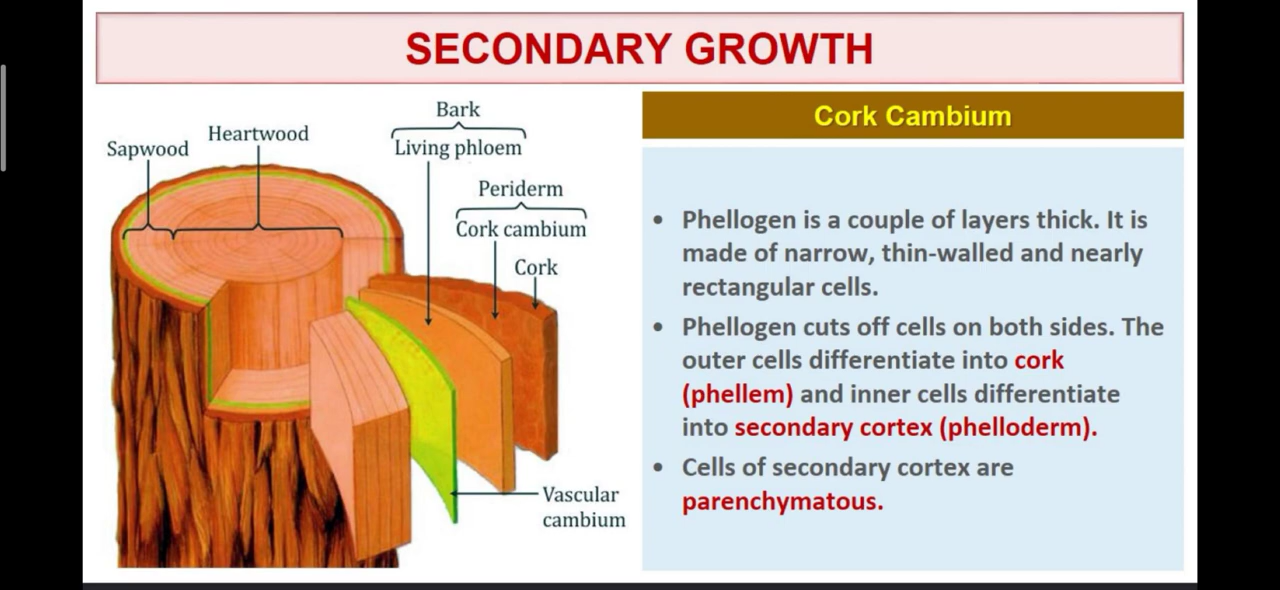 SECONDARY GROWTH
Bark
Heartwood
Sapwood
Living phloem
Periderm
Cork cambium
Cork
Vascular
cambium
Cork Cambium
• Phellogen is a couple of layers thick. It is
made of narrow, thin-walled and nearly
rectangular cells.
• Phellogen cuts off cells on both sides. The
outer cells differentiate into cork
(phellem) and inner cells differentiate
into secondary cortex (phelloderm).
• Cells of secondary cortex are
parenchymatous.